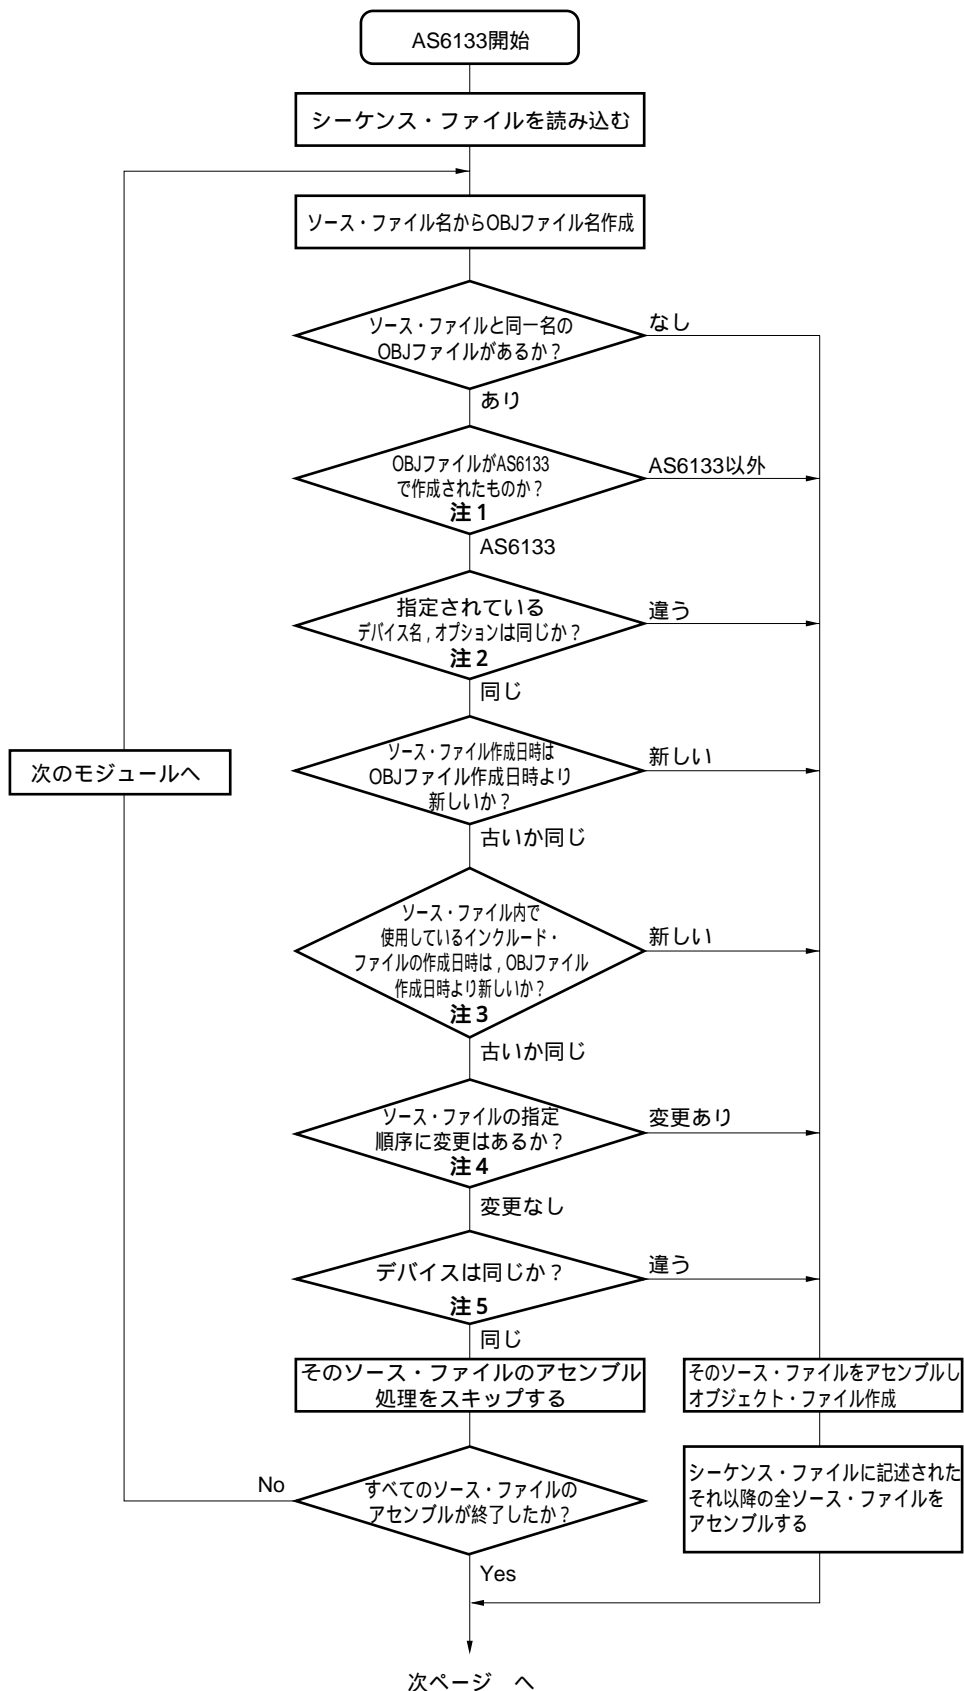 AS6133開始
シーケンス・ファイルを読み込む
ソース・ファイル名からOBJファイル名作成
ソース・ファイルと同一名の
OBJファイルがあるか？
なし
あり
OBJファイルがAS6133
で作成されたものか？
注1
AS6133以外
AS6133
指定されている
デバイス名，オプションは同じか？
注2
違う
同じ
ソース・ファイル作成日時は
OBJファイル作成日時より
新しいか？
新しい
次のモジュールへ
古いか同じ
ソース・ファイル内で
使用しているインクルード・
ファイルの作成日時は，OBJファイル
作成日時より新しいか？
注3
新しい
古いか同じ
ソース・ファイルの指定
順序に変更はあるか？
注4
変更あり
変更なし
デバイスは同じか？
注5
違う
同じ
そのソース・ファイルのアセンブル
処理をスキップする
そのソース・ファイルをアセンブルし
オブジェクト・ファイル作成
すべてのソース・ファイルの
アセンブルが終了したか？
No
シーケンス・ファイルに記述された
それ以降の全ソース・ファイルを
アセンブルする
Yes
次ページ　へ